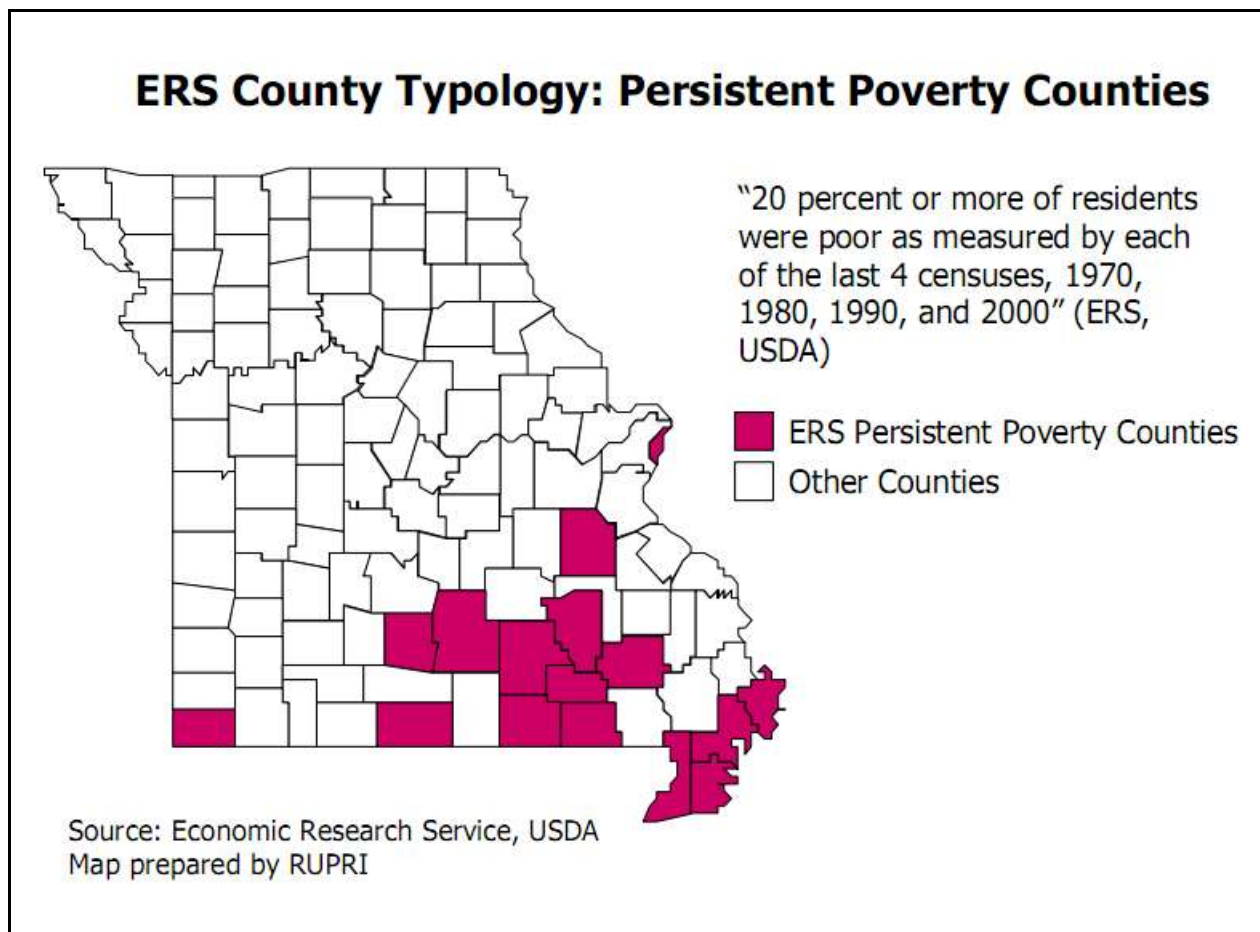 ERS County Typology: Persistent Poverty Counties
“20 percent or more of residents
were poor as measured by each
of the last 4 censuses, 1970,
1980, 1990, and 2000” (ERS,
USDA)
ERS Persistent Poverty Counties
Other Counties
Source: Economic Research Service, USDA
Map prepared by RUPRI